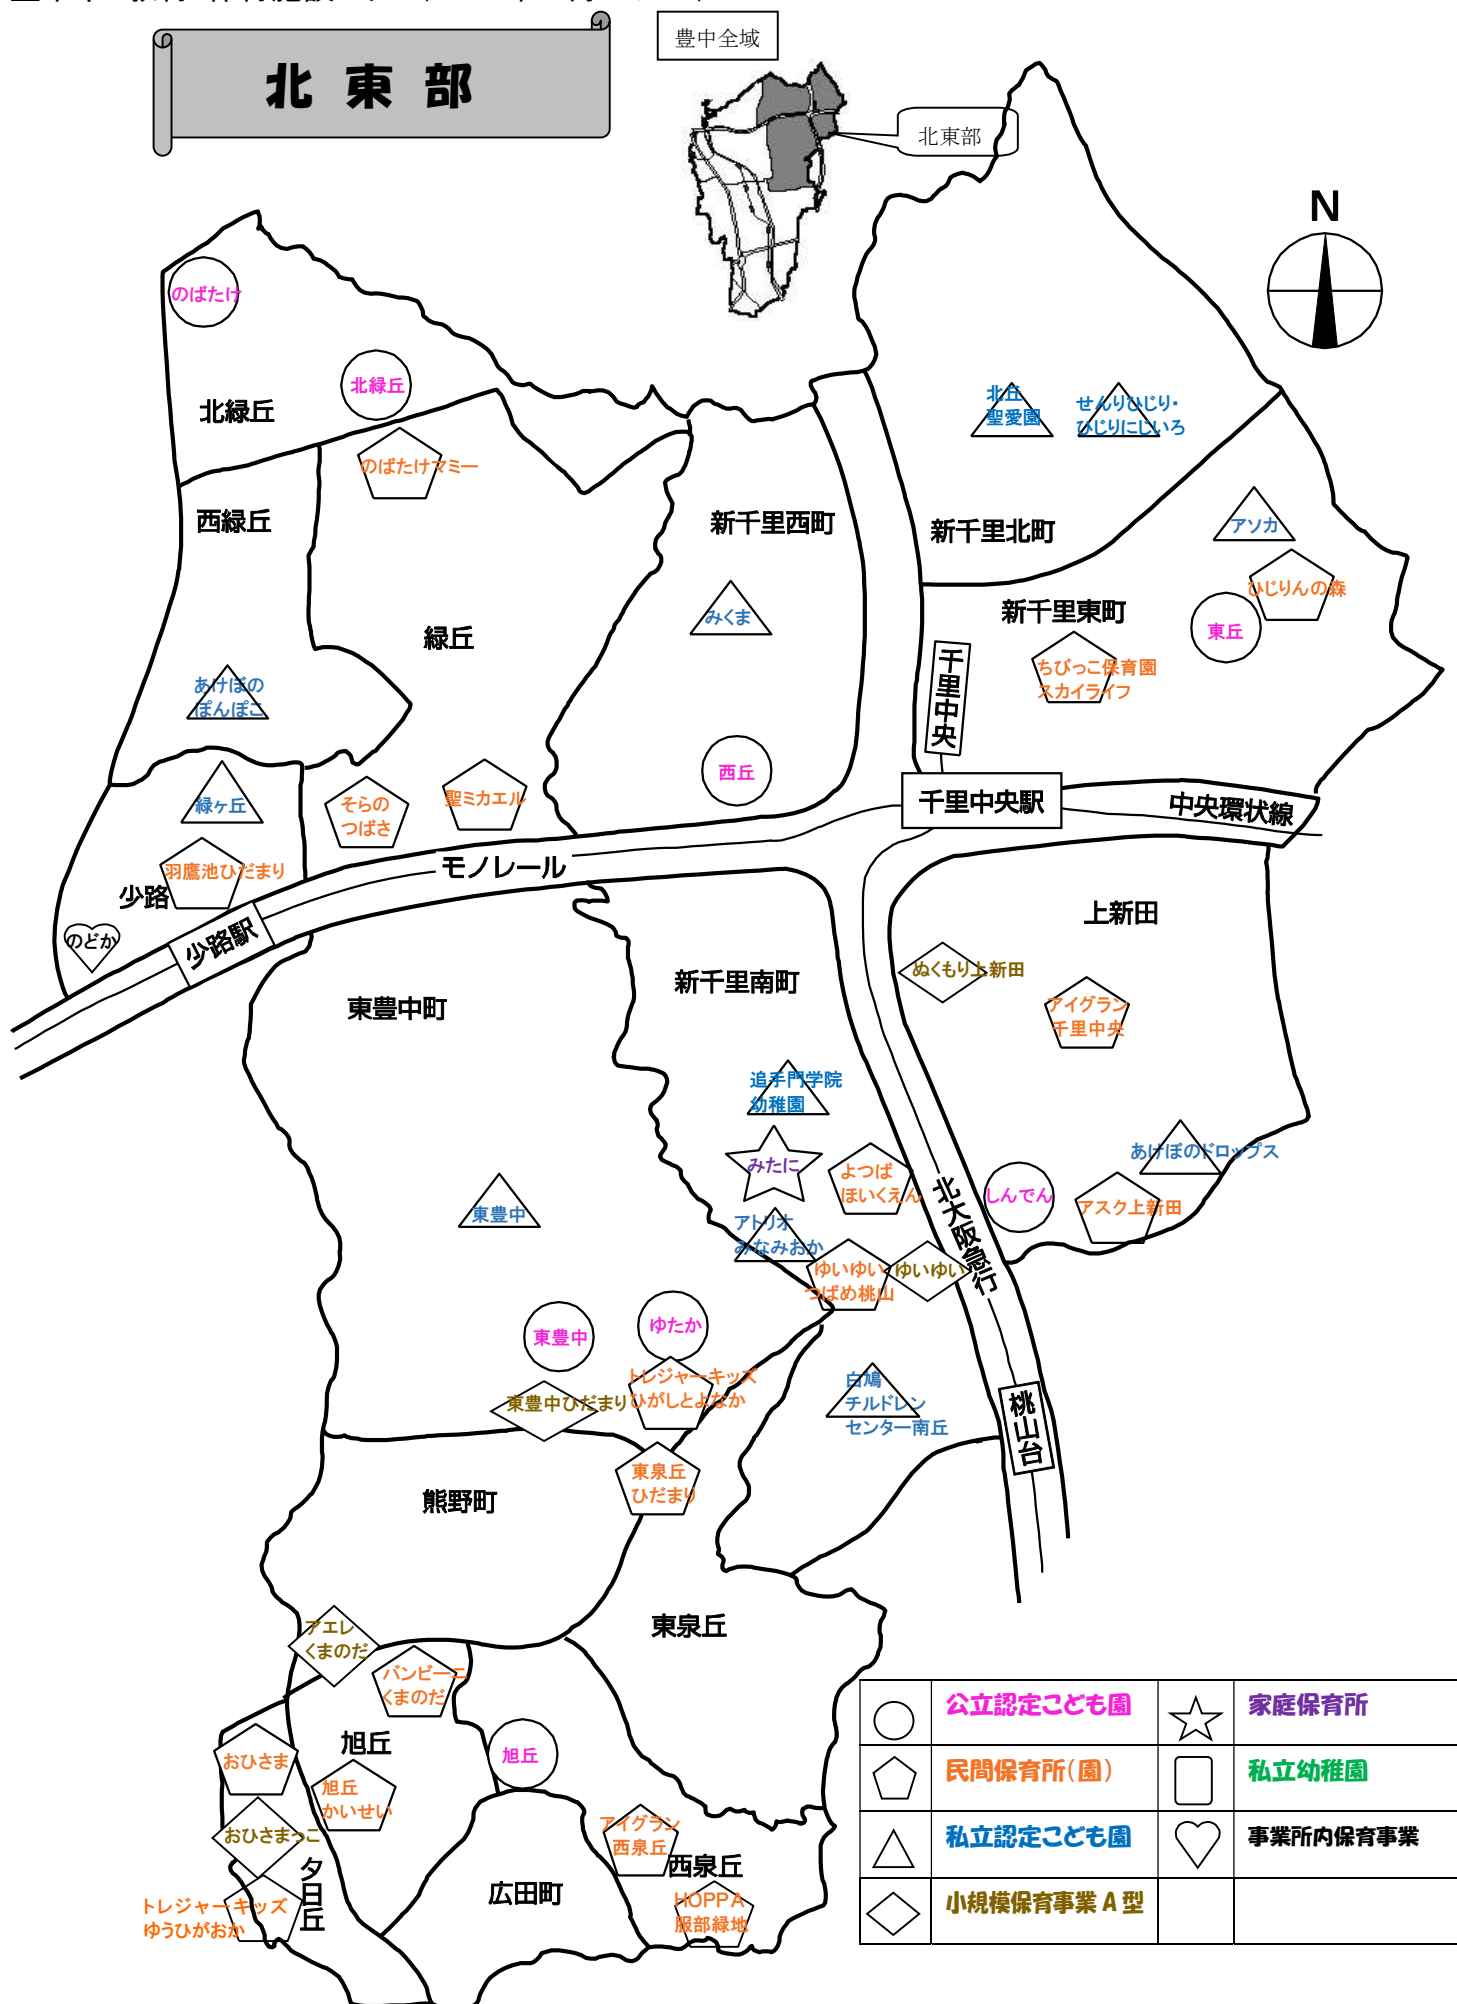 北東部
豊中全域
北東部
N
のばたけ
北緑丘
北緑丘
のばたけマミー
西緑丘
新千里西町
新千里北町
北丘
聖愛園
せんりひじり・
ひじりにじいろ
アソカ
ひじりんの森
新千里東町
東丘
みくま
緑丘
ちびっこ保育園
スカイライフ
千里中央
あけぼの
ぽんぽこ
西丘
緑ヶ丘
そらの
つばさ
聖ミカエル
千里中央駅
中央環状線
モノレール
羽鷹池ひだまり
少路
のどか
少路駅
上新田
新千里南町
ぬくもり上新田
東豊中町
アイグラン
千里中央
追手門学院
幼稚園
みたに
よつば
ほいくえん
あけぼのドロップス
しんでん
アスク上新田
北大阪急行
東豊中
アトリオ
みなみおか
ゆいゆい
つばめ桃山
ゆいゆい
東豊中
ゆたか
トレジャーキッズ
ひがしとよなか
東豊中ひだまり
白鳩
チルドレン
センター南丘
桃山台
東泉丘
ひだまり
熊野町
アエレ
くまのだ
東泉丘
バンビーニ
くまのだ
旭丘
旭丘
おひさま
旭丘
かいせい
おひさまっこ
夕日丘
トレジャーキッズ
ゆうひがおか
アイグラン
西泉丘
西泉丘
広田町
HOPPA
服部緑地
公立認定こども園
家庭保育所
民間保育所(園)
私立幼稚園
私立認定こども園
事業所内保育事業
小規模保育事業A型